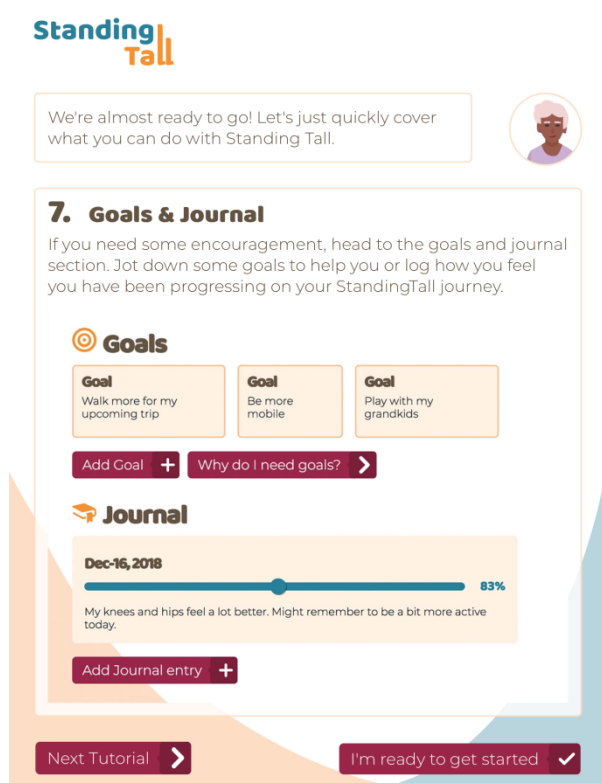 Standing
Tall
We're almost ready to go! Let's just quickly cover
what you can do with Standing Tall.
7. Goals & Journal
If you need some encouragement, head to the goals and journal
section. Jot down some goals to help you or log how you feel
you have been progressing on your StandingTall journey.
Goals
Goal
Walk more for my
upcoming trip
Goal
Be more
mobile
Goal
Play with my
grandkids
Add Goal +
Why do I need goals?
Journal
Dec-16, 2018
83%
My knees and hips feel a lot better. Might remember to be a bit more active
today.
Add Journal entry +
Next Tutorial
I'm ready to get started